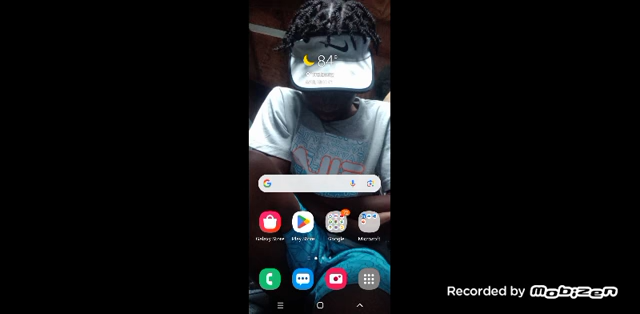 84°F
Galaxy Store
Play Store
Google
Microsoft
Recorded by Mobizen